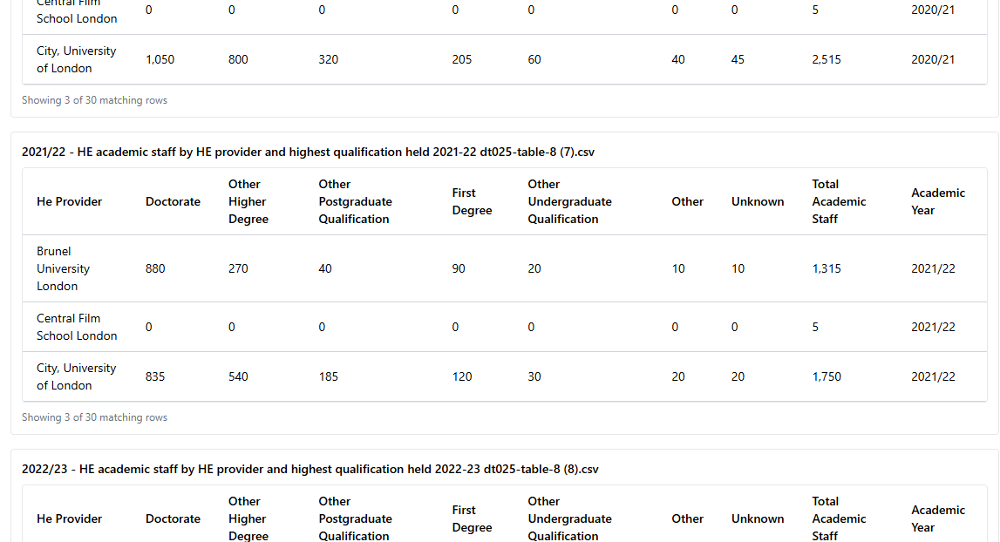 Central Film
School London 0 0 0 0 0 0 0 5 2020/21
City, University
of London 1,050 800 320 205 60 40 45 2,515 2020/21
Showing 3 of 30 matching rows
2021/22 - HE academic staff by HE provider and highest qualification held 2021-22 dt025-table-8 (7).csv
He Provider Doctorate Other Higher Degree Other Postgraduate Qualification First Degree Other Undergraduate Qualification Other Unknown Total Academic Staff Academic Year
Brunel
University
London 880 270 40 90 20 10 10 1,315 2021/22
Central Film
School London 0 0 0 0 0 0 0 5 2021/22
City, University
of London 835 540 185 120 30 20 20 1,750 2021/22
Showing 3 of 30 matching rows
2022/23 - HE academic staff by HE provider and highest qualification held 2022-23 dt025-table-8 (8).csv
He Provider Doctorate Other Higher Degree Other Postgraduate Qualification First Degree Other Undergraduate Qualification Other Unknown Total Academic Staff Academic Year